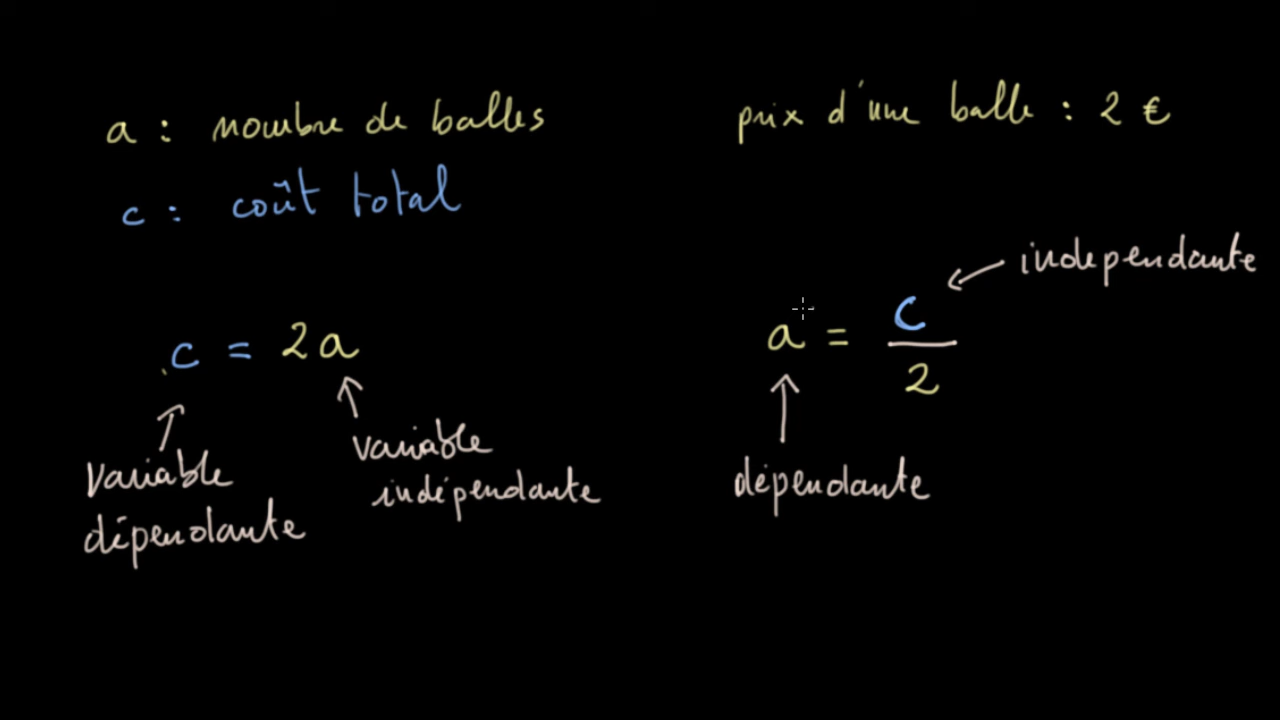 a : nombre de balles
prix d'une balle : 2 €
c : coût total
c = 2a
variable dépendante
variable indépendante
a = c/2
indépendante
dépendante